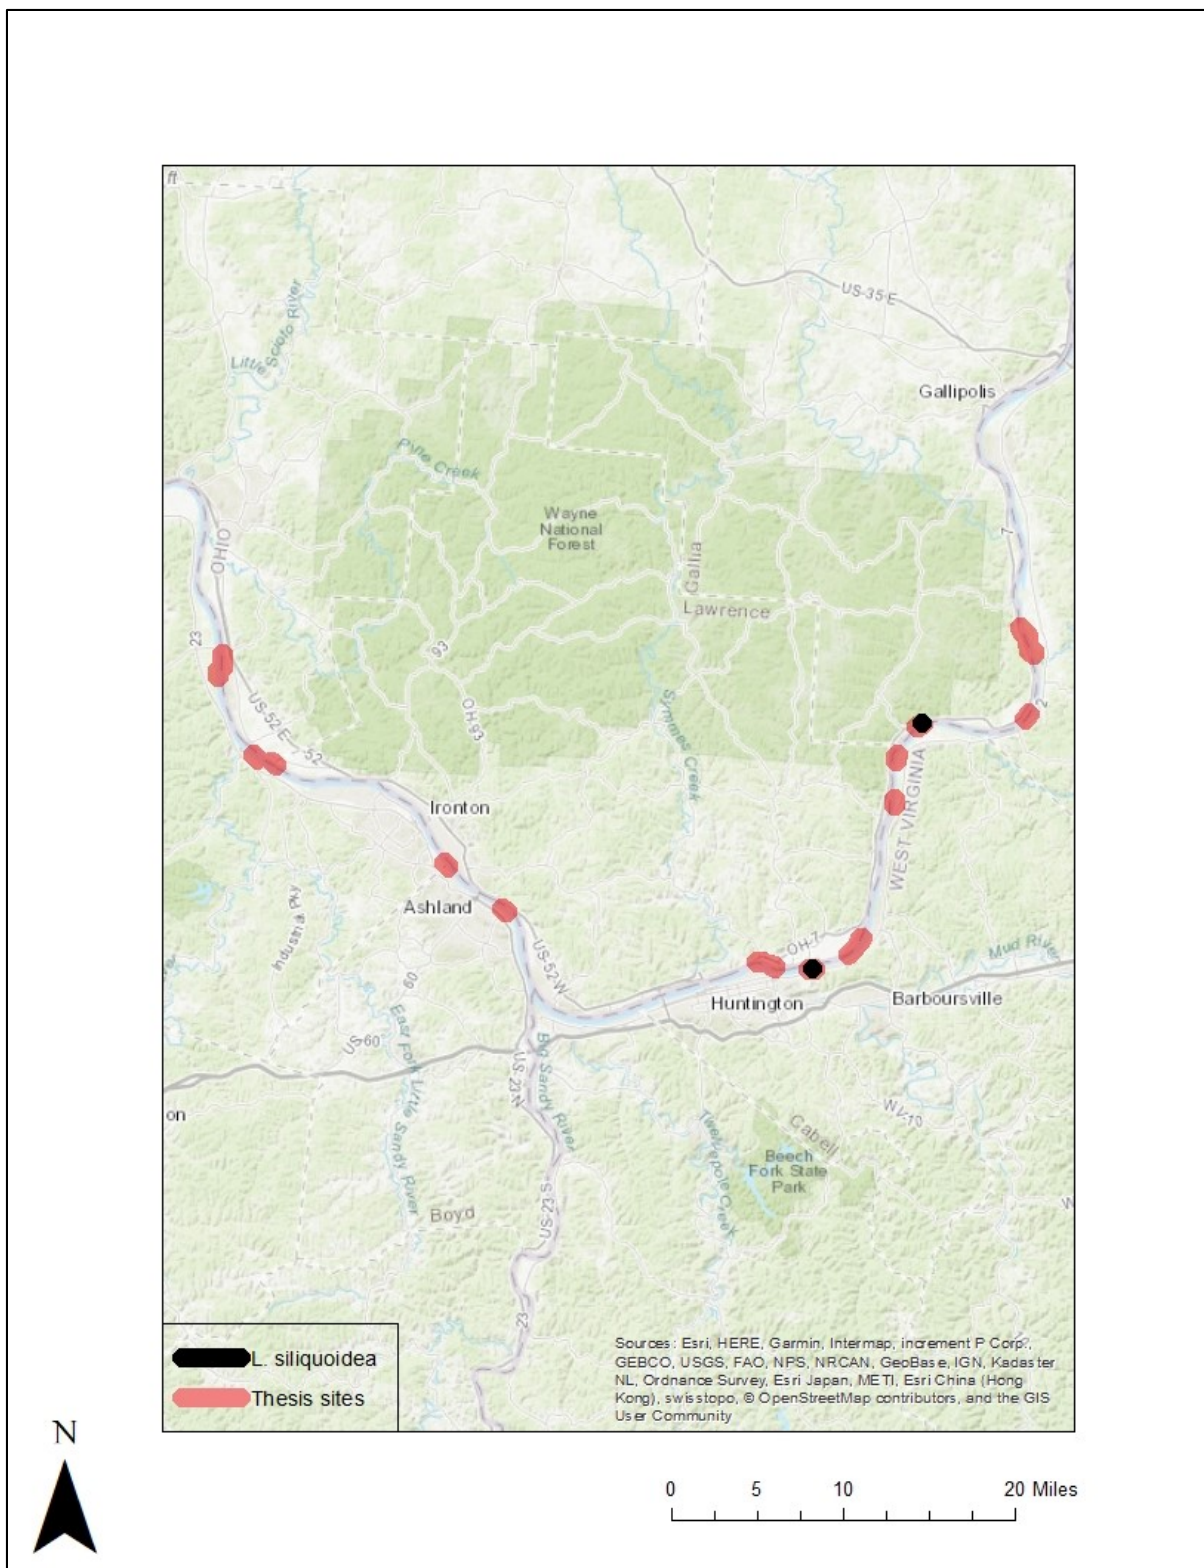 ft
US-35 E
Little Scioto River
Gallipolis
Pine Creek
Wayne
National
Forest
OHIO
7
Gallia
Lawrence
23
93
US-52 E
52
OH-93
Symmes Creek
2
WEST VIRGINIA
Ironton
Ashland
Industrial Pky
60
US-52 W
OH-7
Mud River
Huntington
Barboursville
US-60
East Fork Little Sandy River
US-23 N
Big Sandy River
on
WV-10
Twelvepole Creek
Cabell
Beech
Fork State
Park
Boyd
US-23 S
W
23
L. siliquoidea
Thesis sites
Sources: Esri, HERE, Garmin, Intermap, increment P Corp.,
GEBCO, USGS, FAO, NPS, NRCAN, GeoBase, IGN, Kadaster
NL, Ordnance Survey, Esri Japan, METI, Esri China (Hong
Kong), swisstopo, © OpenStreetMap contributors, and the GIS
User Community
N
0 5 10 20 Miles